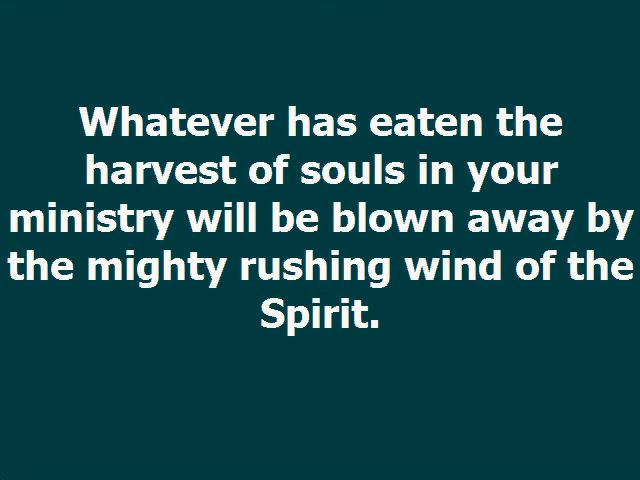 Whatever has eaten the
harvest of souls in your
ministry will be blown away by
the mighty rushing wind of the
Spirit.